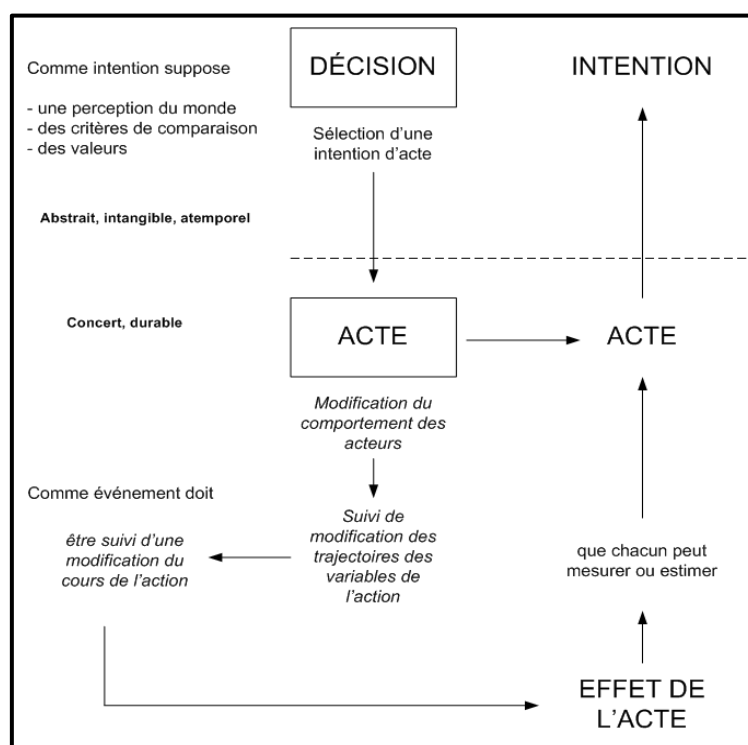 Comme intention suppose
- une perception du monde
- des critères de comparaison
- des valeurs
DÉCISION
Sélection d'une
intention d'acte
INTENTION
Abstrait, intangible, atemporel
Concert, durable
ACTE
ACTE
Modification du
comportement des
acteurs
Comme événement doit
être suivi d'une
modification du
cours de l'action
Suivi de
modification des
trajectoires des
variables de
l'action
que chacun peut
mesurer ou estimer
EFFET DE
L'ACTE